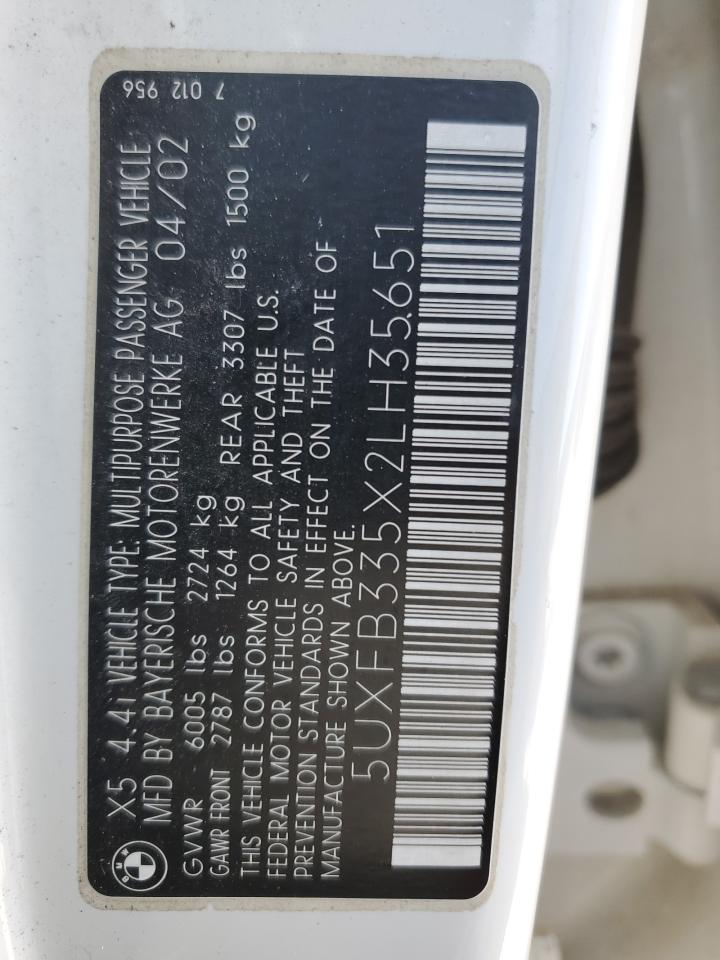 7 012 956
X5 4.4i VEHICLE TYPE: MULTIPURPOSE PASSENGER VEHICLE
MFD BY BAYERISCHE MOTORENWERKE AG 04/02
GVWR 6005 lbs 2724 kg
GAWR FRONT 2787 lbs 1264 kg REAR 3307 lbs 1500 kg
THIS VEHICLE CONFORMS TO ALL APPLICABLE U.S.
FEDERAL MOTOR VEHICLE SAFETY AND THEFT
PREVENTION STANDARDS IN EFFECT ON THE DATE OF
MANUFACTURE SHOWN ABOVE.
5UXFB335X2LH35651
BMW